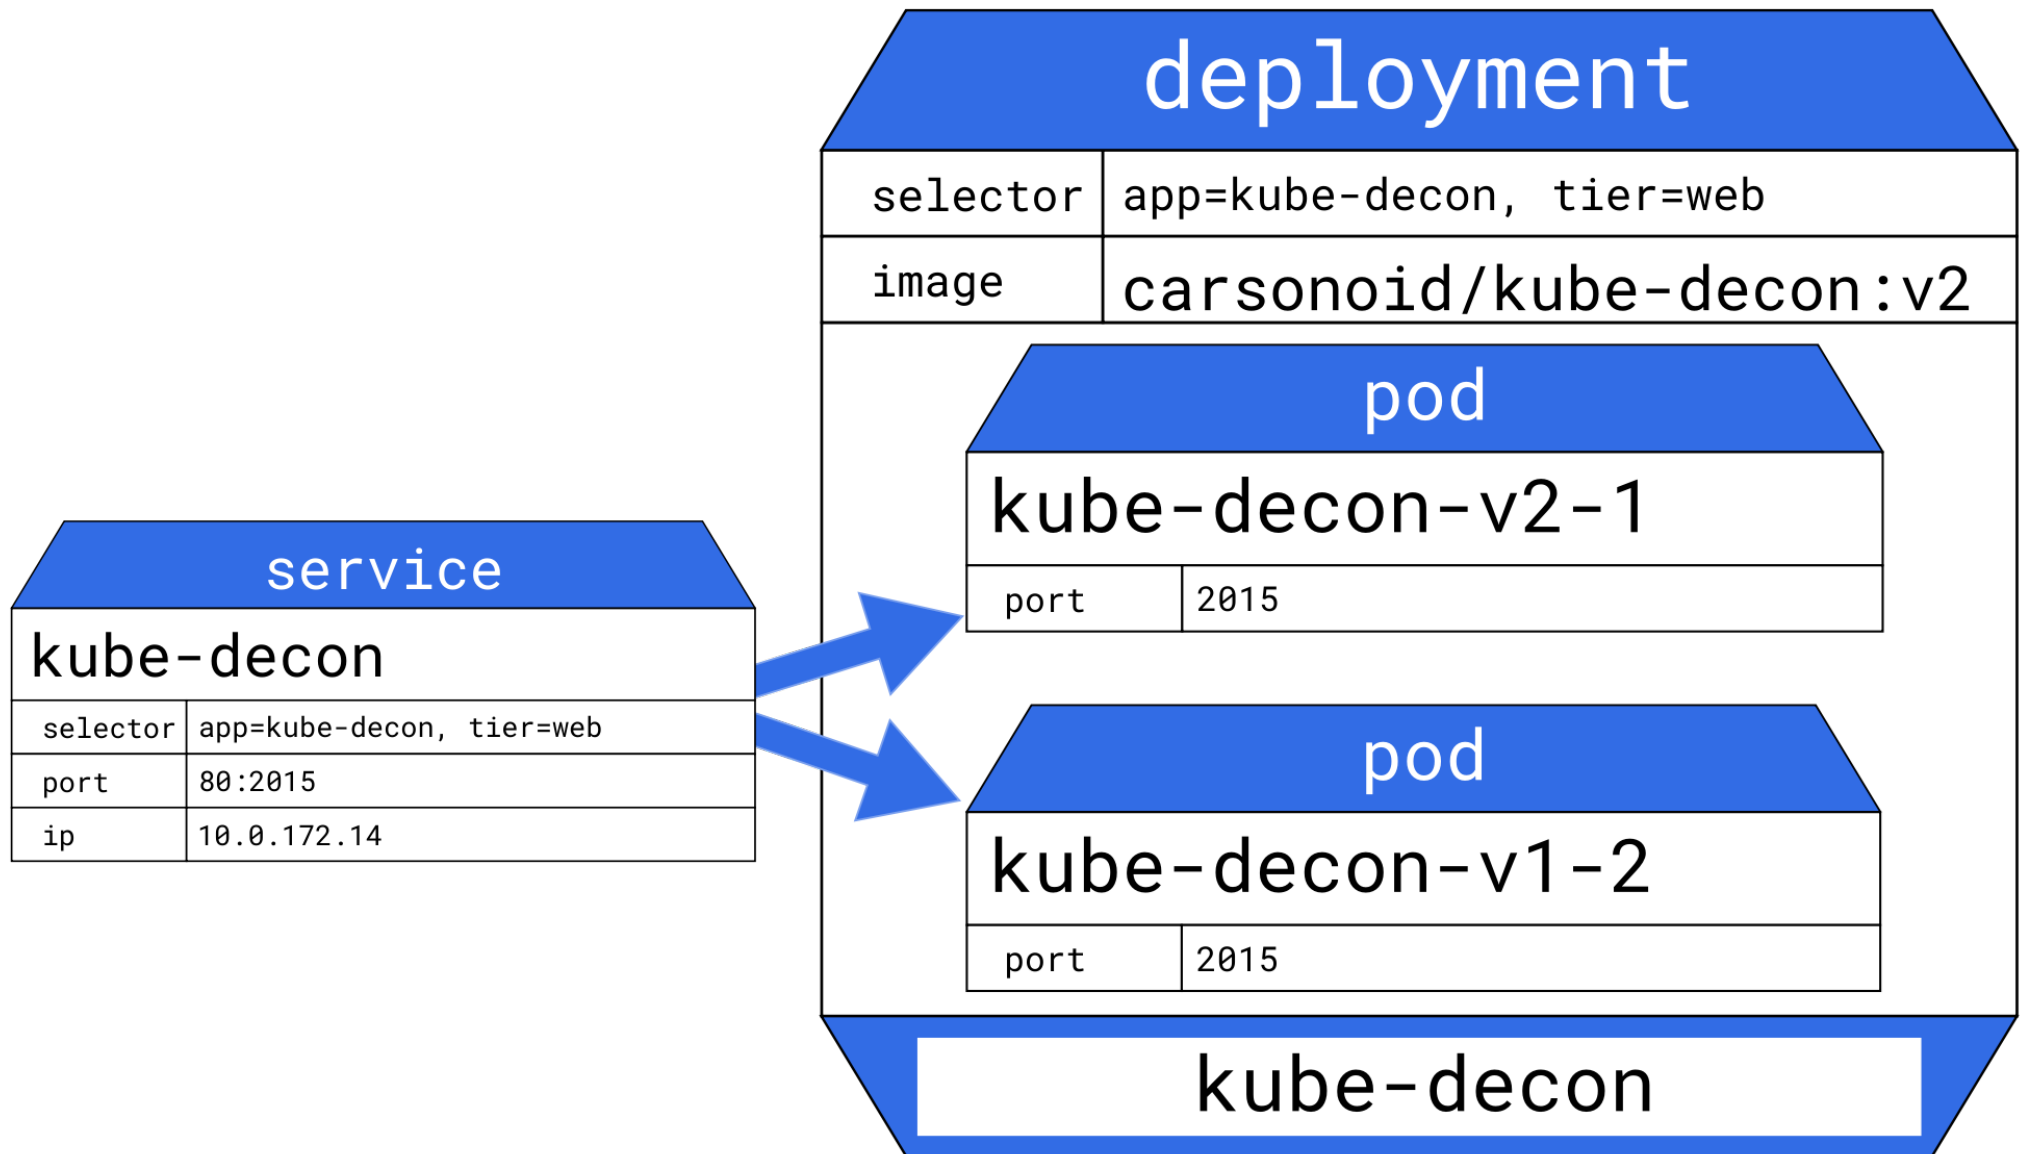 deployment
selector app=kube-decon, tier=web
image carsonoid/kube-decon:v2
pod
kube-decon-v2-1
port 2015
service
kube-decon
selector app=kube-decon, tier=web
port 80:2015
ip 10.0.172.14
pod
kube-decon-v1-2
port 2015
kube-decon